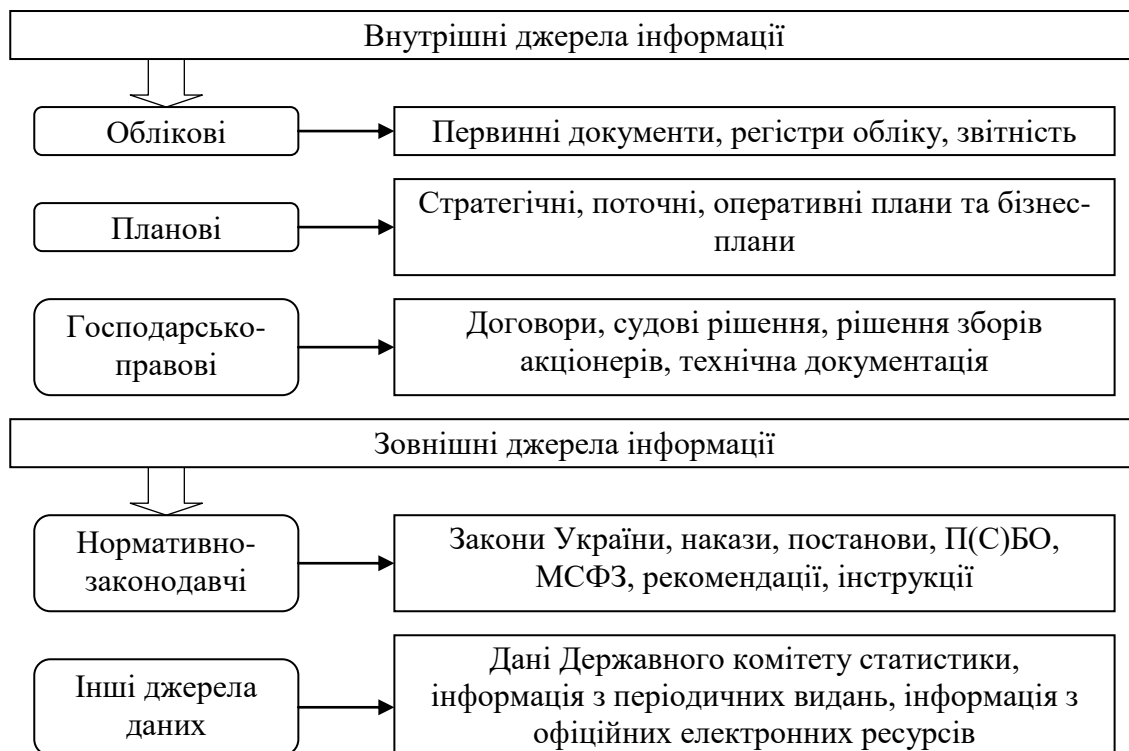 Внутрішні джерела інформації
Облікові
Первинні документи, регістри обліку, звітність
Планові
Стратегічні, поточні, оперативні плани та бізнес-
плани
Господарсько-
правові
Договори, судові рішення, рішення зборів
акціонерів, технічна документація
Зовнішні джерела інформації
Нормативно-
законодавчі
Закони України, накази, постанови, П(С)БО,
МСФЗ, рекомендації, інструкції
Інші джерела
даних
Дані Державного комітету статистики,
інформація з періодичних видань, інформація з
офіційних електронних ресурсів